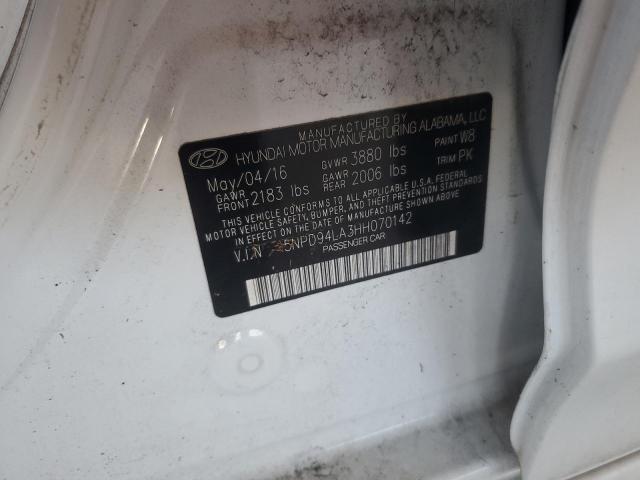 MANUFACTURED BY
HYUNDAI MOTOR MANUFACTURING ALABAMA, LLC
May/04/16 GVWR 3880 lbs PAINT W8
GAWR FRONT 2183 lbs GAWR REAR 2006 lbs TRIM PK
THIS VEHICLE CONFORMS TO ALL APPLICABLE U.S.A. FEDERAL
MOTOR VEHICLE SAFETY, BUMPER, AND THEFT PREVENTION
STANDARDS IN EFFECT ON THE DATE OF MANUFACTURE SHOWN ABOVE.
V.I.N 5NPD94LA3HH070142
PASSENGER CAR